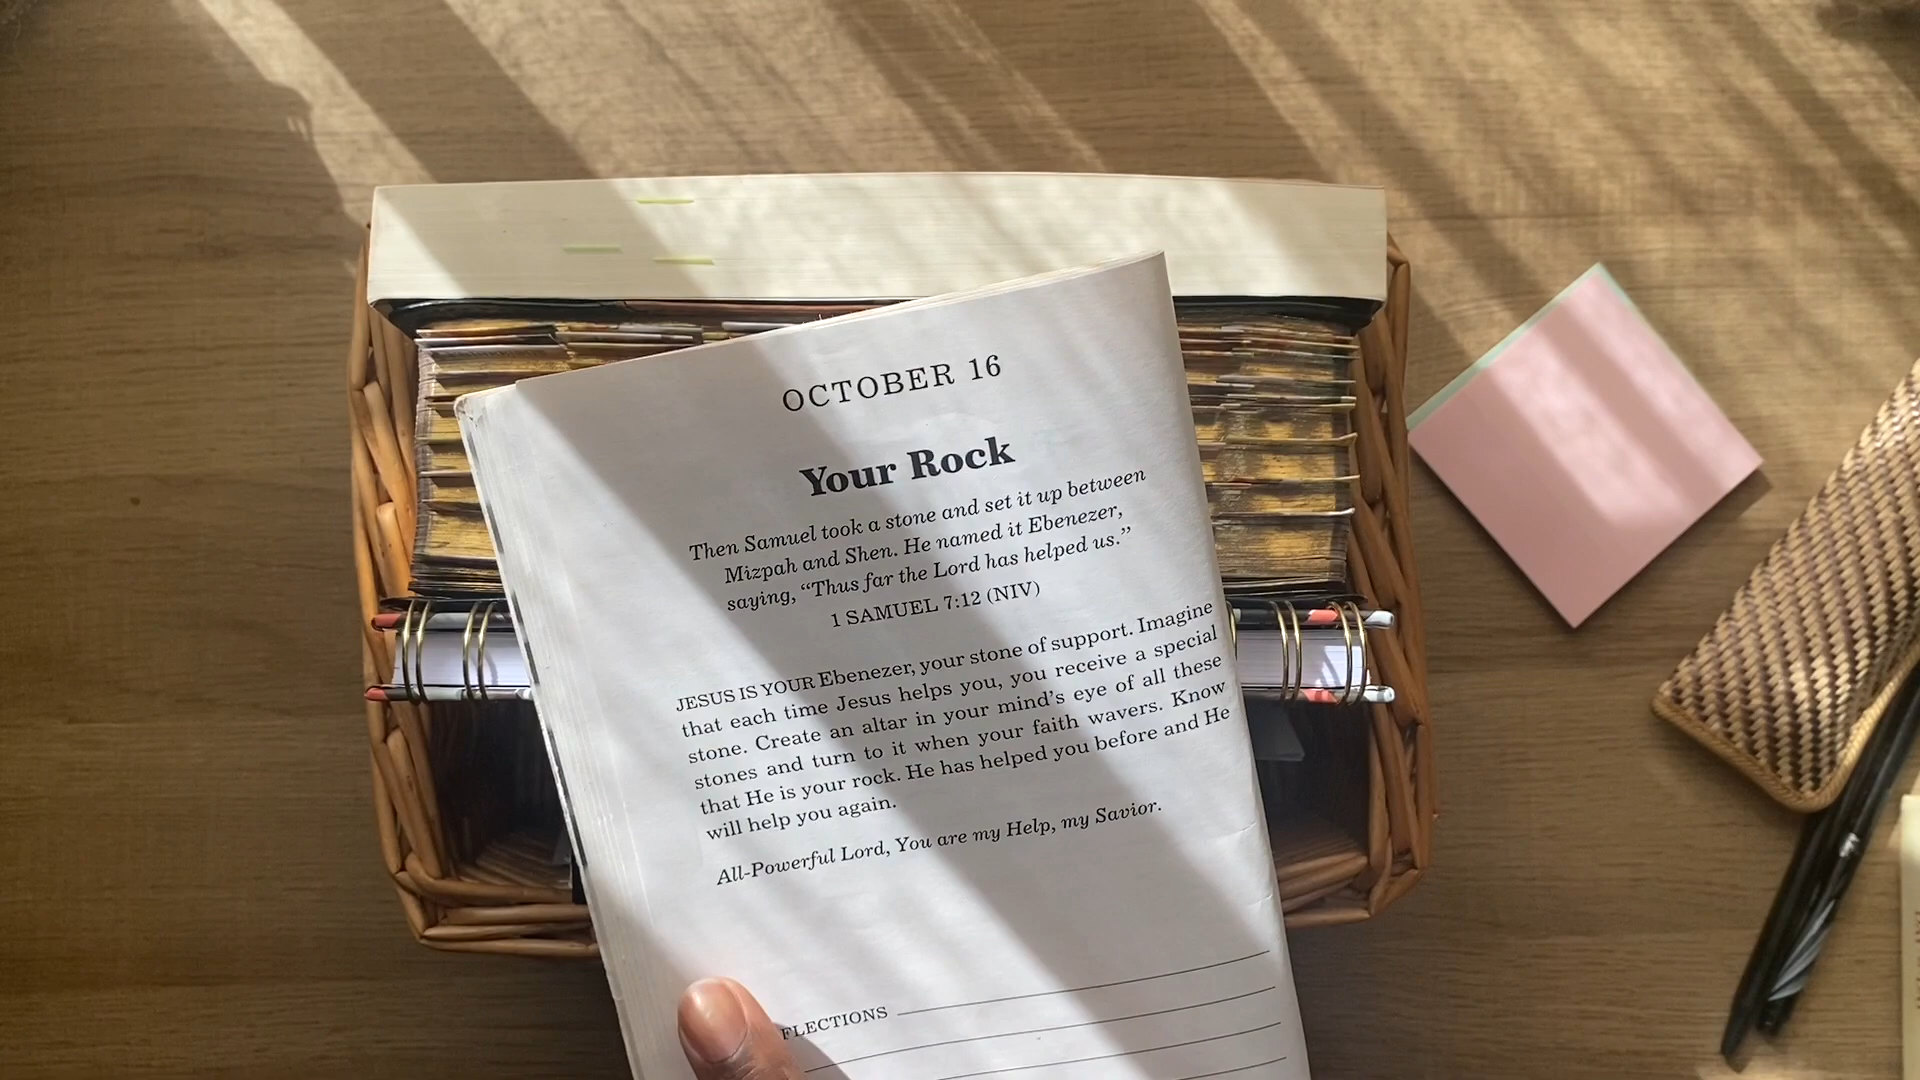 OCTOBER 16
Your Rock
Then Samuel took a stone and set it up between
Mizpah and Shen. He named it Ebenezer,
saying, “Thus far the Lord has helped us.”
1 SAMUEL 7:12 (NIV)
JESUS IS YOUR Ebenezer, your stone of support. Imagine
that each time Jesus helps you, you receive a special
stone. Create an altar in your mind’s eye of all these
stones and turn to it when your faith wavers. Know
that He is your rock. He has helped you before and He
will help you again.
All-Powerful Lord, You are my Help, my Savior.
FLECTIONS